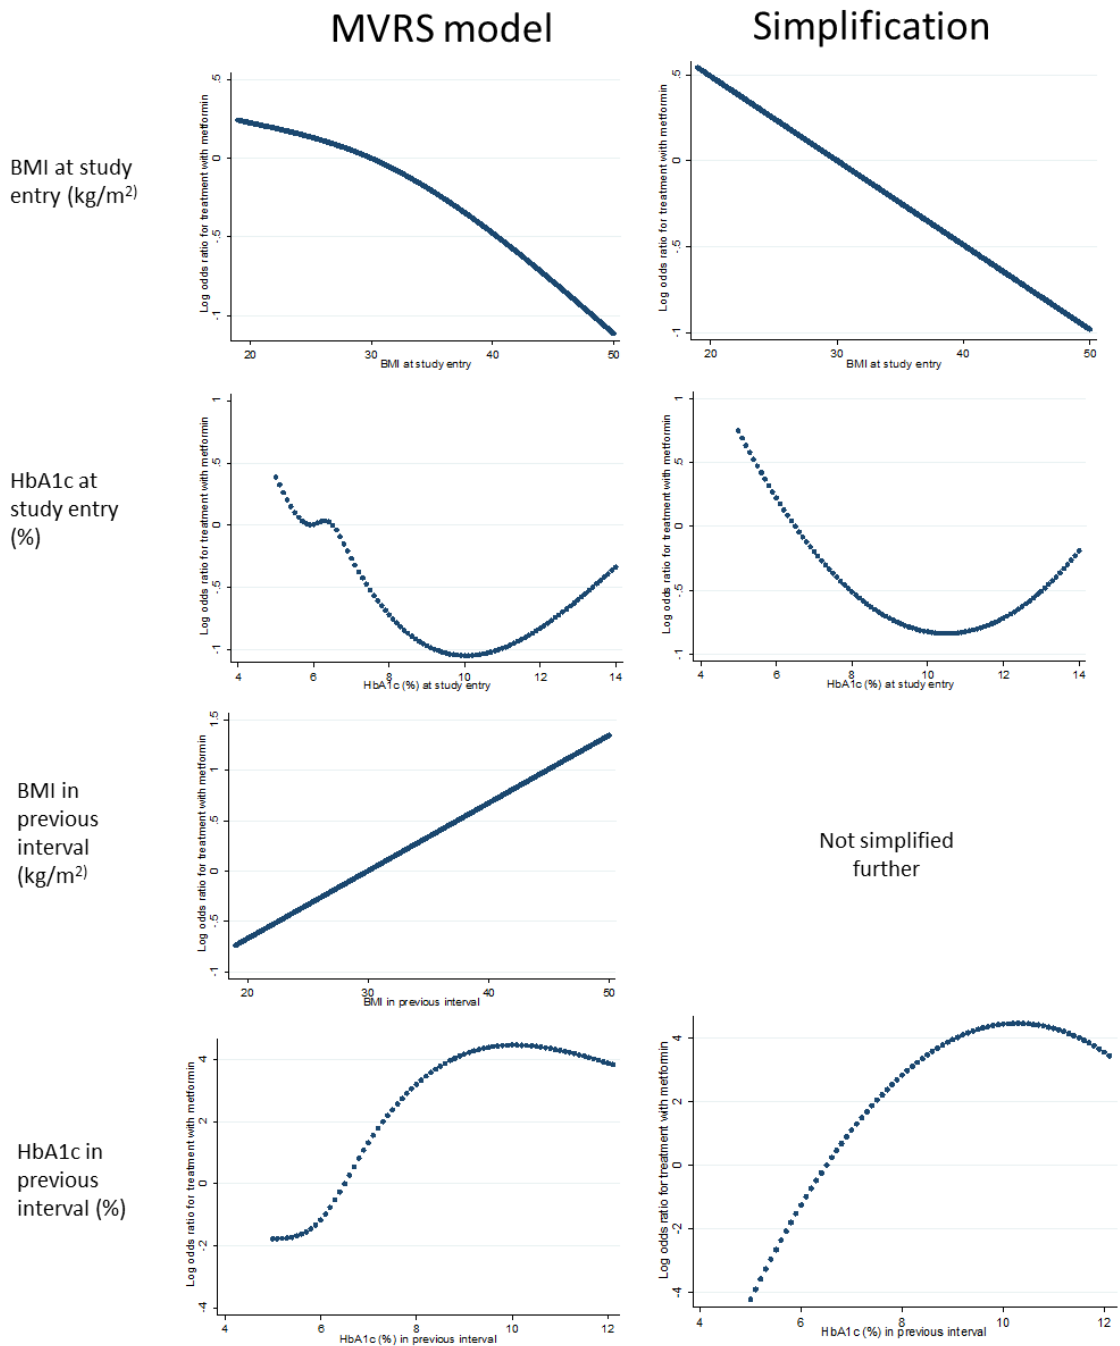 MVRS model
Simplification
BMI at study
entry (kg/m2)
Log odds ratio for treatment with metformin
.5
0
-.5
-1
20
30
40
50
BMI at study entry
Log odds ratio for treatment with metformin
.5
0
-.5
-1
20
30
40
50
BMI at study entry
HbA1c at
study entry
(%)
Log odds ratio for treatment with metformin
1
.5
0
-.5
-1
4
6
8
10
12
14
HbA1c (%) at study entry
Log odds ratio for treatment with metformin
1
.5
0
-.5
-1
4
6
8
10
12
14
HbA1c (%) at study entry
BMI in
previous
interval
(kg/m2)
Log odds ratio for treatment with metformin
1.5
1
.5
0
-.5
-1
20
30
40
50
BMI in previous interval
Not simplified
further
HbA1c in
previous
interval (%)
Log odds ratio for treatment with metformin
4
2
0
-2
-4
4
6
8
10
12
HbA1c (%) in previous interval
Log odds ratio for treatment with metformin
4
2
0
-2
-4
4
6
8
10
12
HbA1c (%) in previous interval